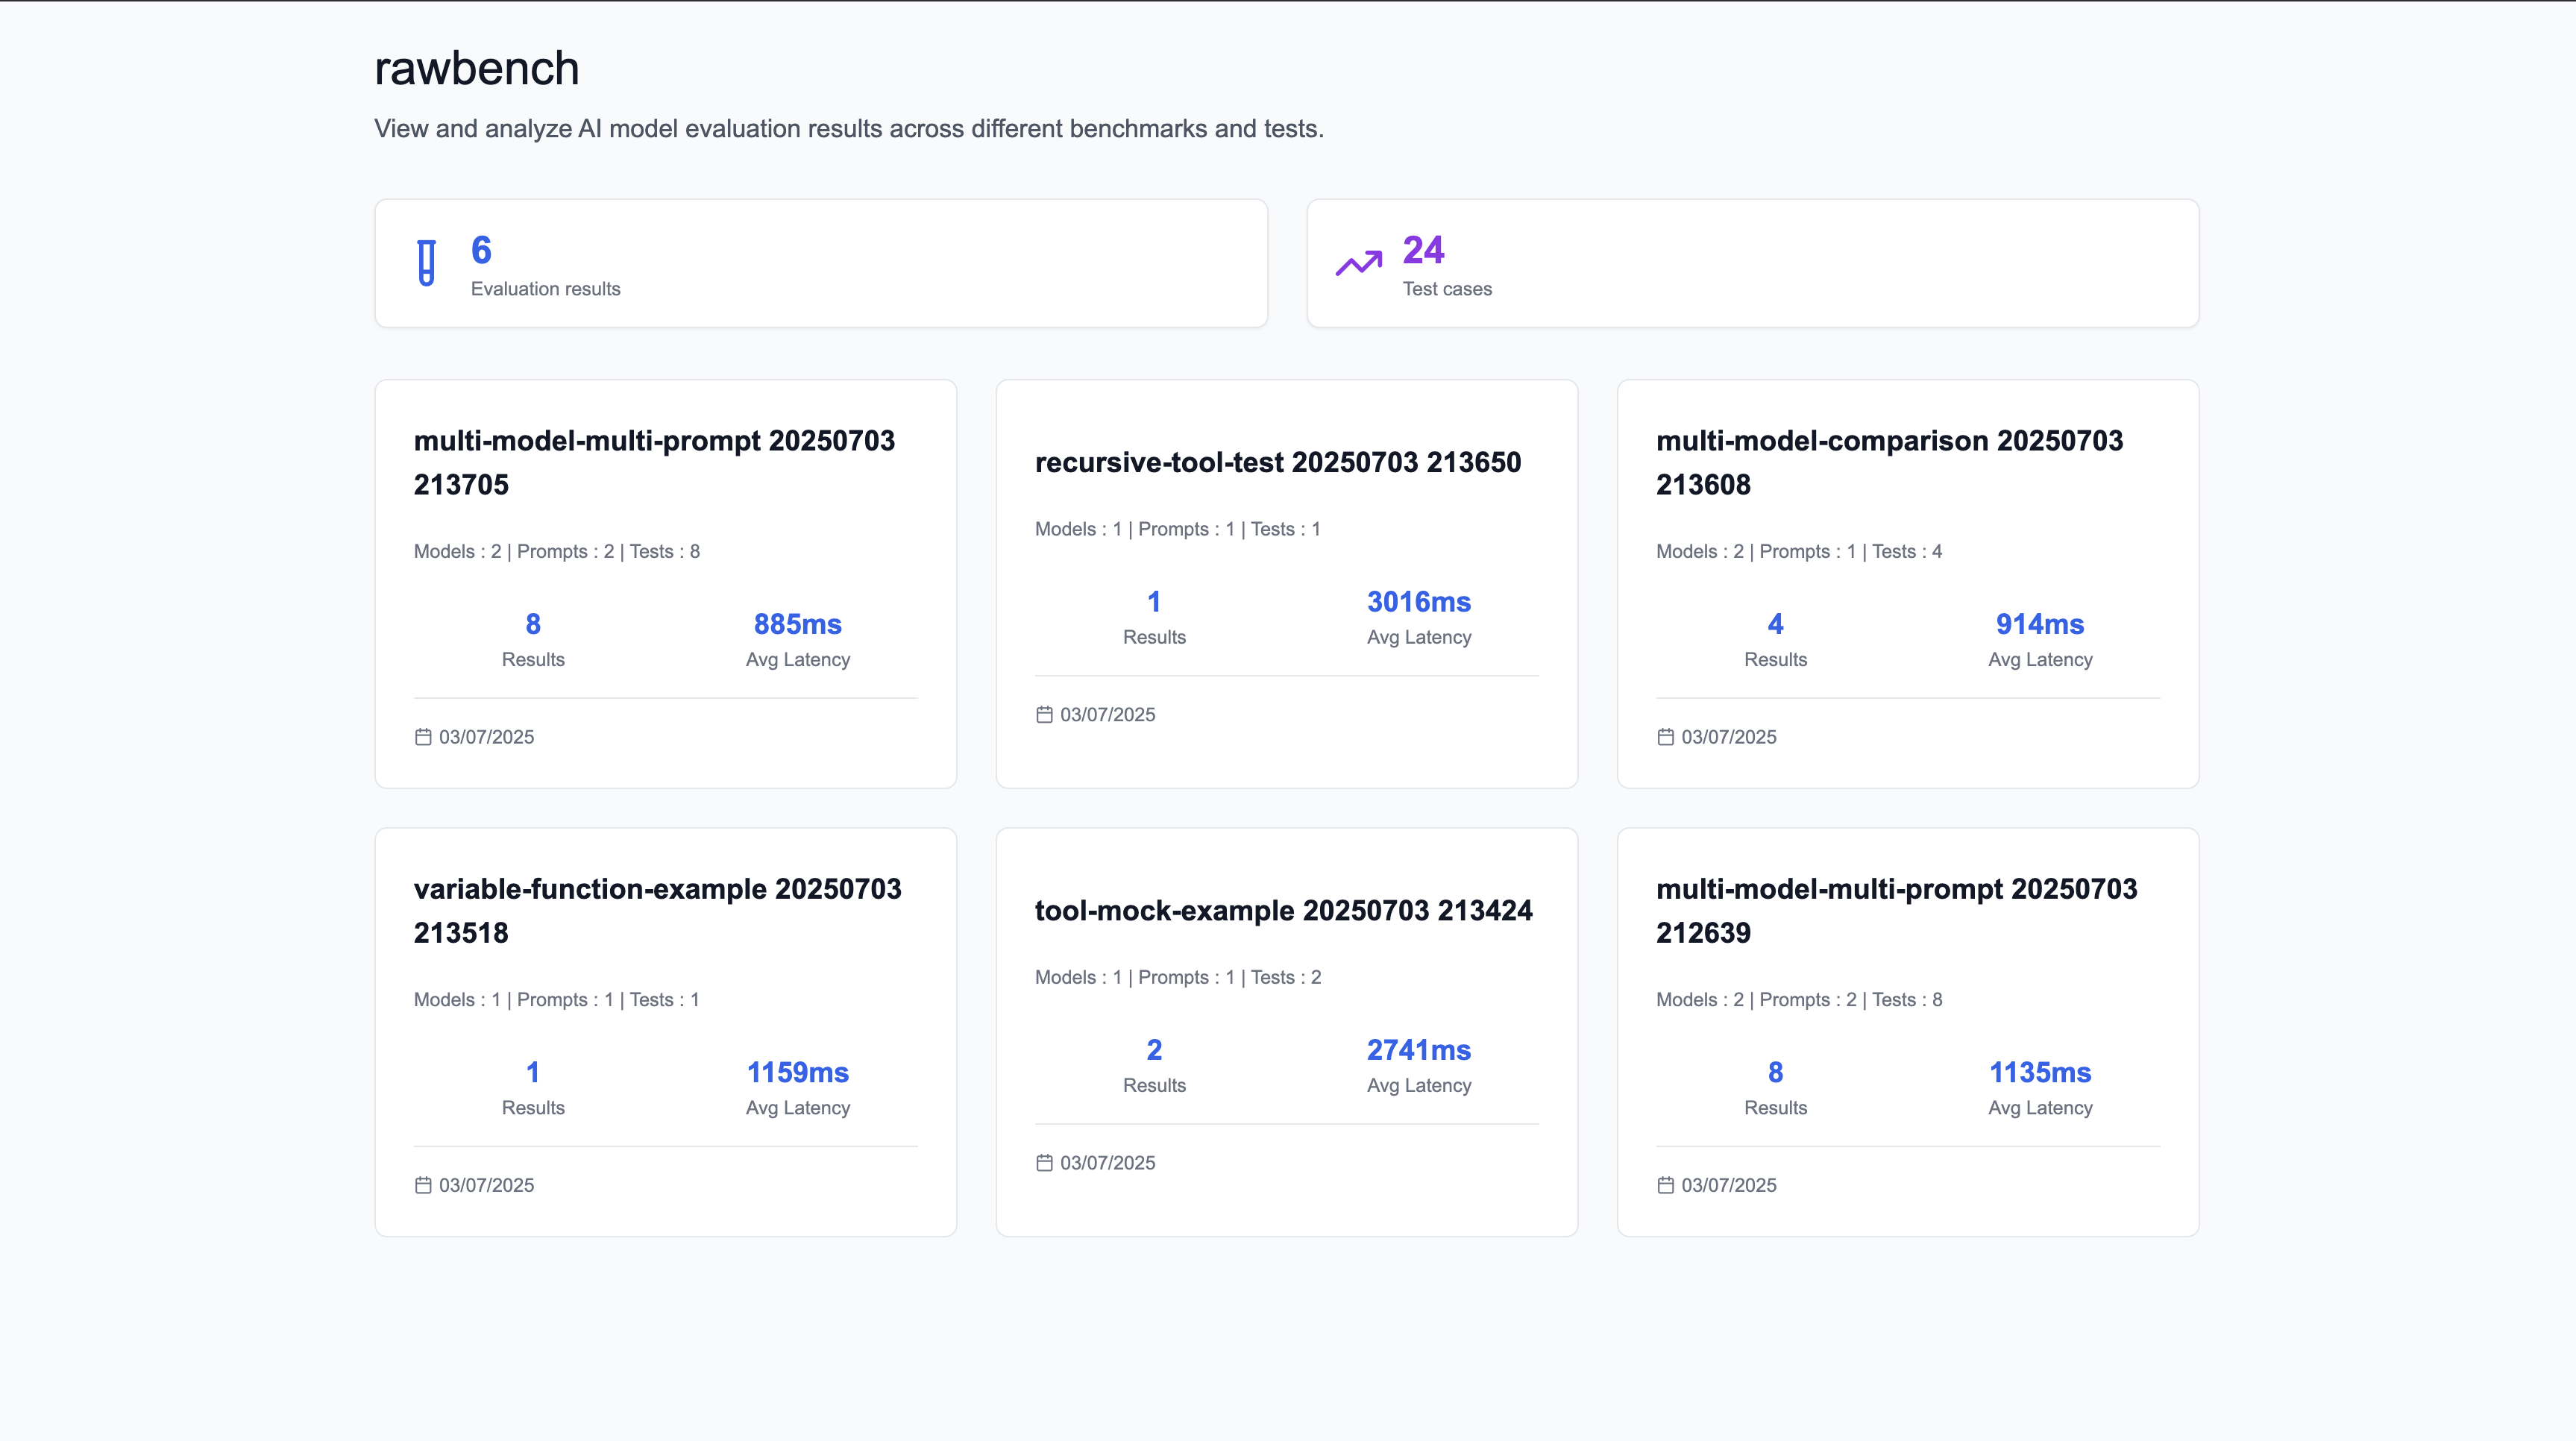 rawbench
View and analyze AI model evaluation results across different benchmarks and tests.
6
Evaluation results
24
Test cases
multi-model-multi-prompt 20250703
213705
Models : 2 | Prompts : 2 | Tests : 8
8
Results
885ms
Avg Latency
03/07/2025
recursive-tool-test 20250703 213650
Models : 1 | Prompts : 1 | Tests : 1
1
Results
3016ms
Avg Latency
03/07/2025
multi-model-comparison 20250703
213608
Models : 2 | Prompts : 1 | Tests : 4
4
Results
914ms
Avg Latency
03/07/2025
variable-function-example 20250703
213518
Models : 1 | Prompts : 1 | Tests : 1
1
Results
1159ms
Avg Latency
03/07/2025
tool-mock-example 20250703 213424
Models : 1 | Prompts : 1 | Tests : 2
2
Results
2741ms
Avg Latency
03/07/2025
multi-model-multi-prompt 20250703
212639
Models : 2 | Prompts : 2 | Tests : 8
8
Results
1135ms
Avg Latency
03/07/2025